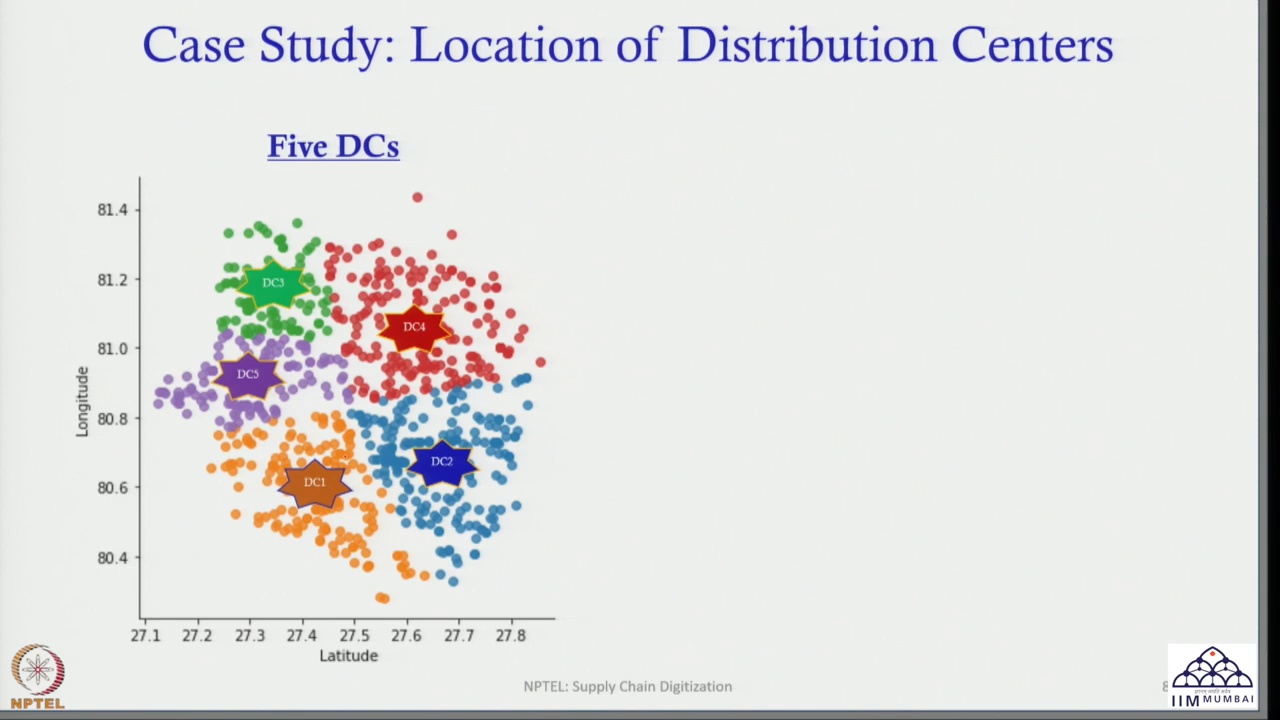 Case Study: Location of Distribution Centers
Five DCs
81.4
81.2
81.0
80.8
80.6
80.4
Longitude
DC3
DC4
DC5
DC2
DC1
27.1 27.2 27.3 27.4 27.5 27.6 27.7 27.8
Latitude
NPTEL
NPTEL: Supply Chain Digitization
IIM MUMBAI